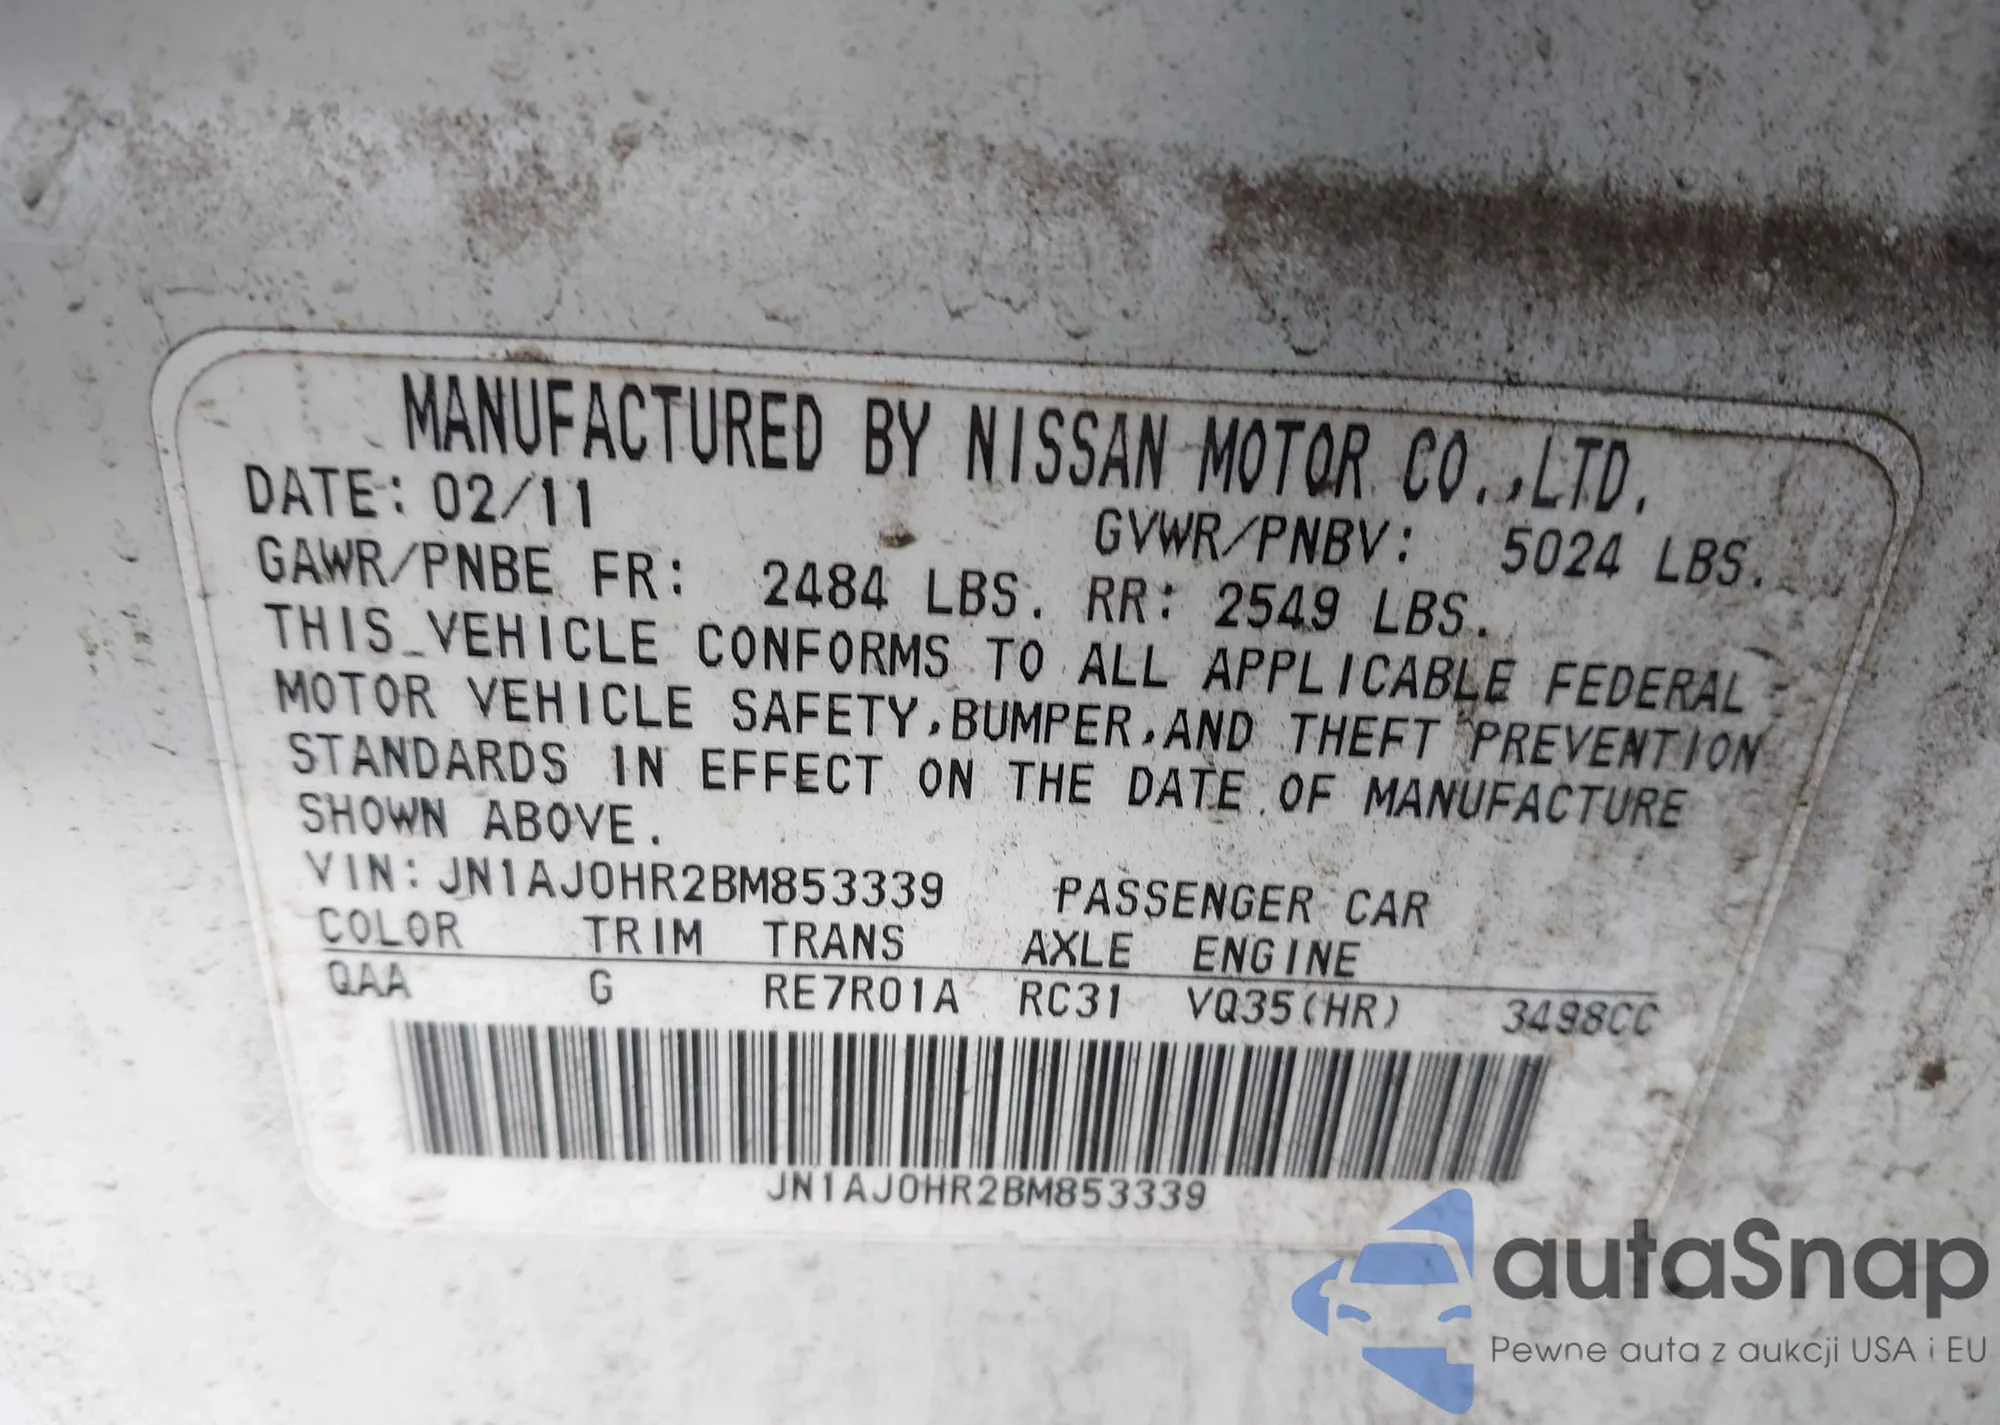 MANUFACTURED BY NISSAN MOTOR CO.,LTD.
DATE: 02/11 GVWR/PNBV: 5024 LBS.
GAWR/PNBE FR: 2484 LBS. RR: 2549 LBS.
THIS VEHICLE CONFORMS TO ALL APPLICABLE FEDERAL
MOTOR VEHICLE SAFETY,BUMPER,AND THEFT PREVENTION
STANDARDS IN EFFECT ON THE DATE OF MANUFACTURE
SHOWN ABOVE.
VIN: JN1AJ0HR2BM853339 PASSENGER CAR
COLOR TRIM TRANS AXLE ENGINE
QAA G RE7R01A RC31 VQ35(HR) 3498CC
JN1AJ0HR2BM853339
autaSnap
Pewne auta z aukcji USA i EU